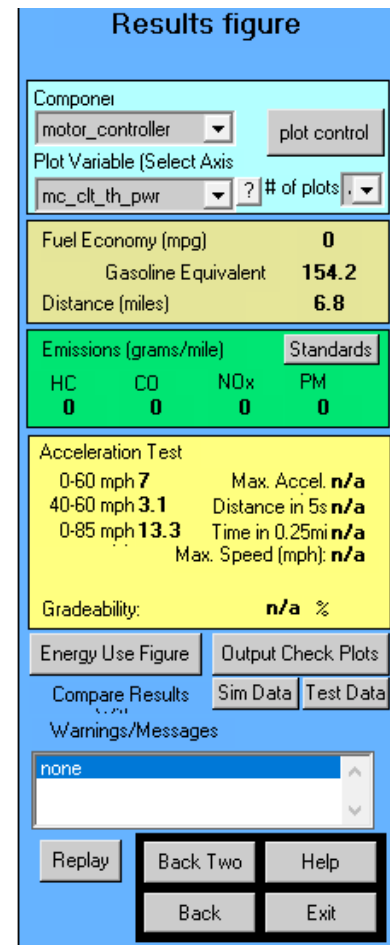 Results figure
Componer
motor_controller
plot control
Plot Variable (Select Axis
mc_clt_th_pwr ? # of plots
Fuel Economy (mpg) 0
Gasoline Equivalent 154.2
Distance (miles) 6.8
Emissions (grams/mile) Standards
HC CO NOx PM
0 0 0 0
Acceleration Test
0-60 mph 7 Max. Accel. n/a
40-60 mph 3.1 Distance in 5s n/a
0-85 mph 13.3 Time in 0.25mi n/a
Max. Speed (mph): n/a
Gradeability: n/a %
Energy Use Figure Output Check Plots
Compare Results Sim Data Test Data
Warnings/Messages
none
Replay Back Two Help
Back Exit